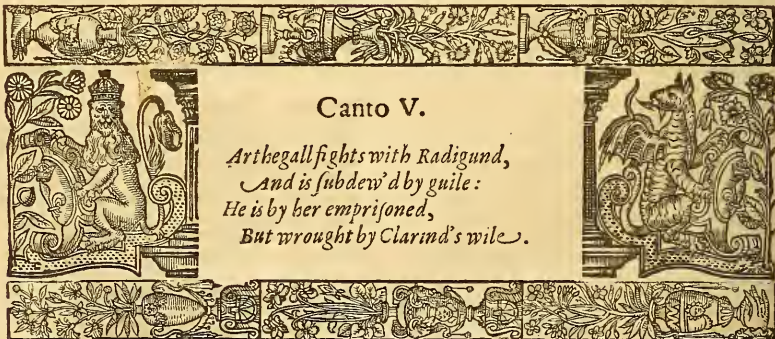 Canto V.
Arthegall fights with Radigund,
And is ſubdew'd by guile:
He is by her empriſoned,
But wrought by Clarind's wile.